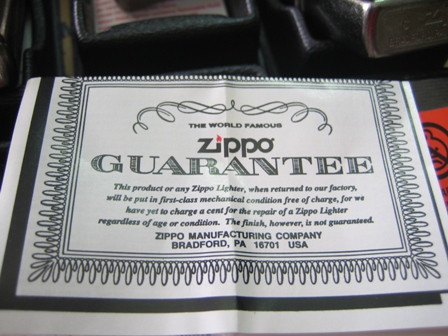 THE WORLD FAMOUS
zippo
GUARANTEE
This product or any Zippo Lighter, when returned to our factory,
will be put in first-class mechanical condition free of charge, for we
have yet to charge a cent for the repair of a Zippo Lighter
regardless of age or condition. The finish, however, is not guaranteed.
ZIPPO MANUFACTURING COMPANY
BRADFORD, PA 16701 USA